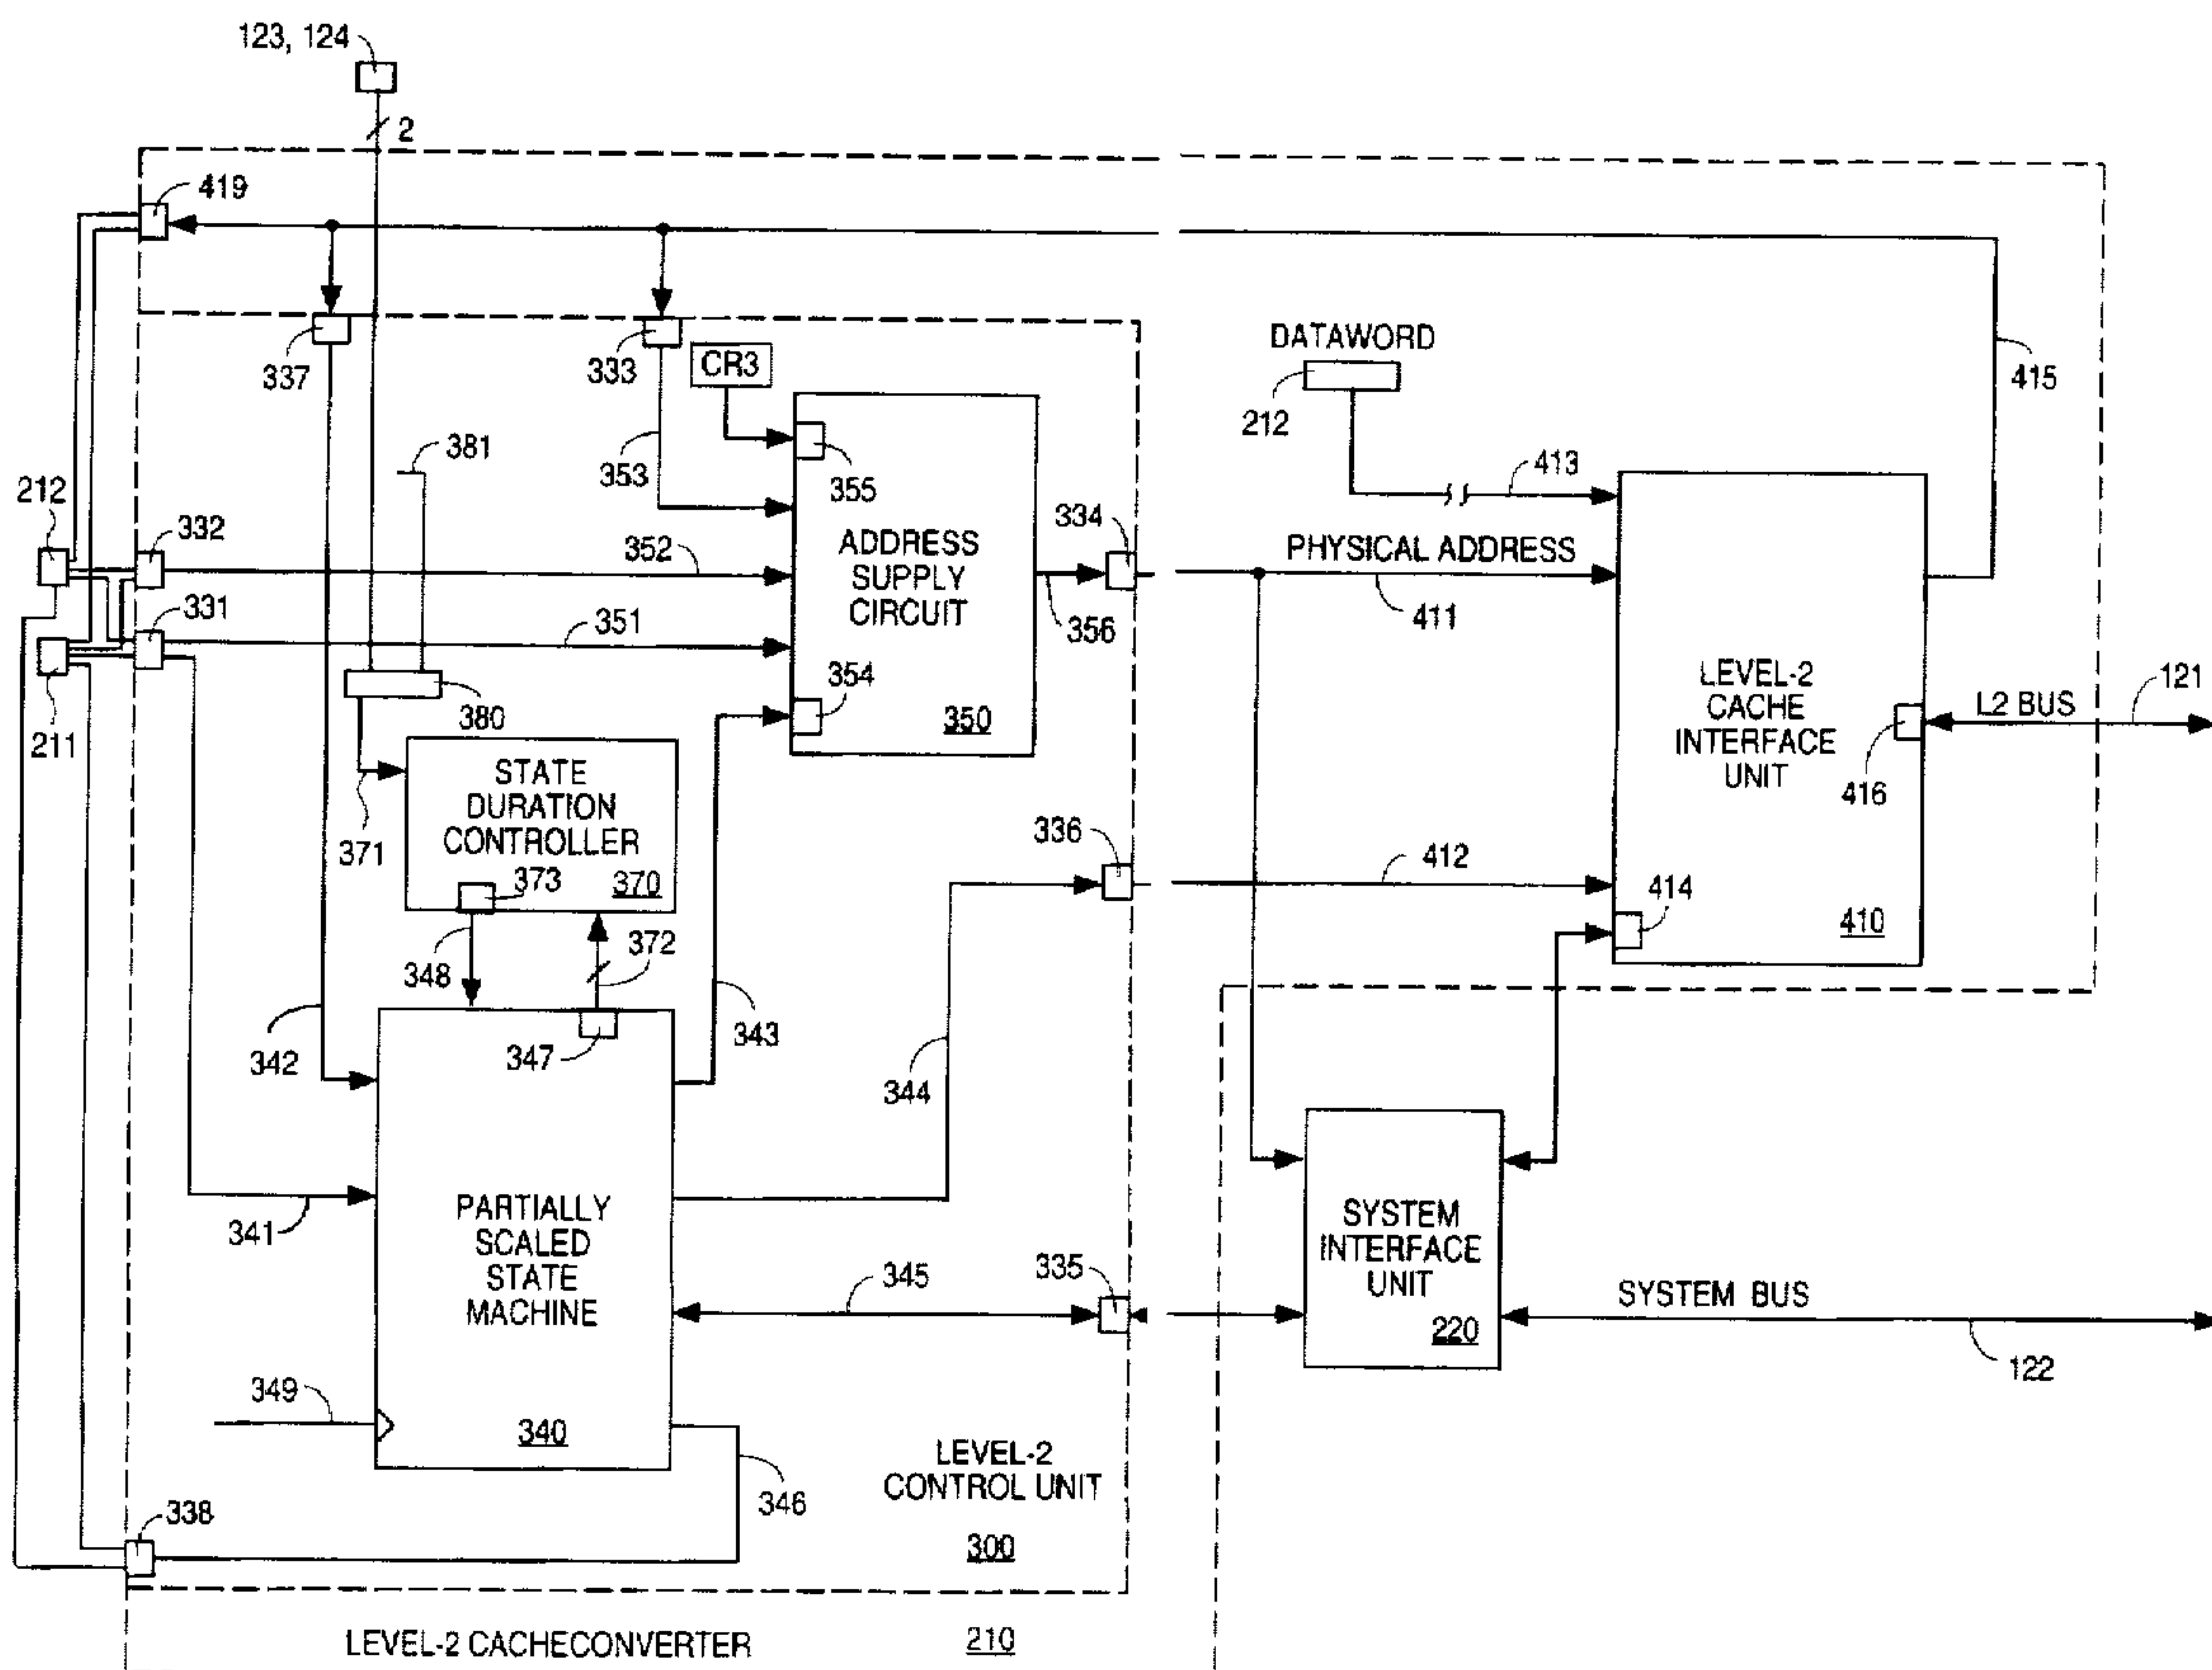 123, 124
2
419
337
333
CR3
DATAWORD
212
415
381
353
355
413
212
332
352
ADDRESS
SUPPLY
CIRCUIT
334
PHYSICAL ADDRESS
411
331
351
356
354
350
LEVEL-2
CACHE
INTERFACE
UNIT
L2 BUS
121
211
380
416
STATE
DURATION
CONTROLLER
371
373
370
336
412
414
410
348
372
342
347
343
344
PARTIALLY
SCALED
STATE
MACHINE
341
345
335
SYSTEM
INTERFACE
UNIT
220
SYSTEM BUS
122
349
340
LEVEL-2
CONTROL UNIT
346
338
300
LEVEL-2 CACHECONVERTER
210